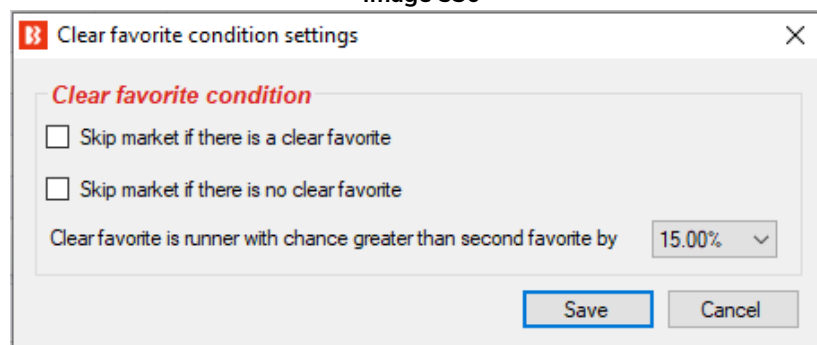 Clear favorite condition settings
Clear favorite condition
Skip market if there is a clear favorite
Skip market if there is no clear favorite
Clear favorite is runner with chance greater than second favorite by 15.00%
Save Cancel